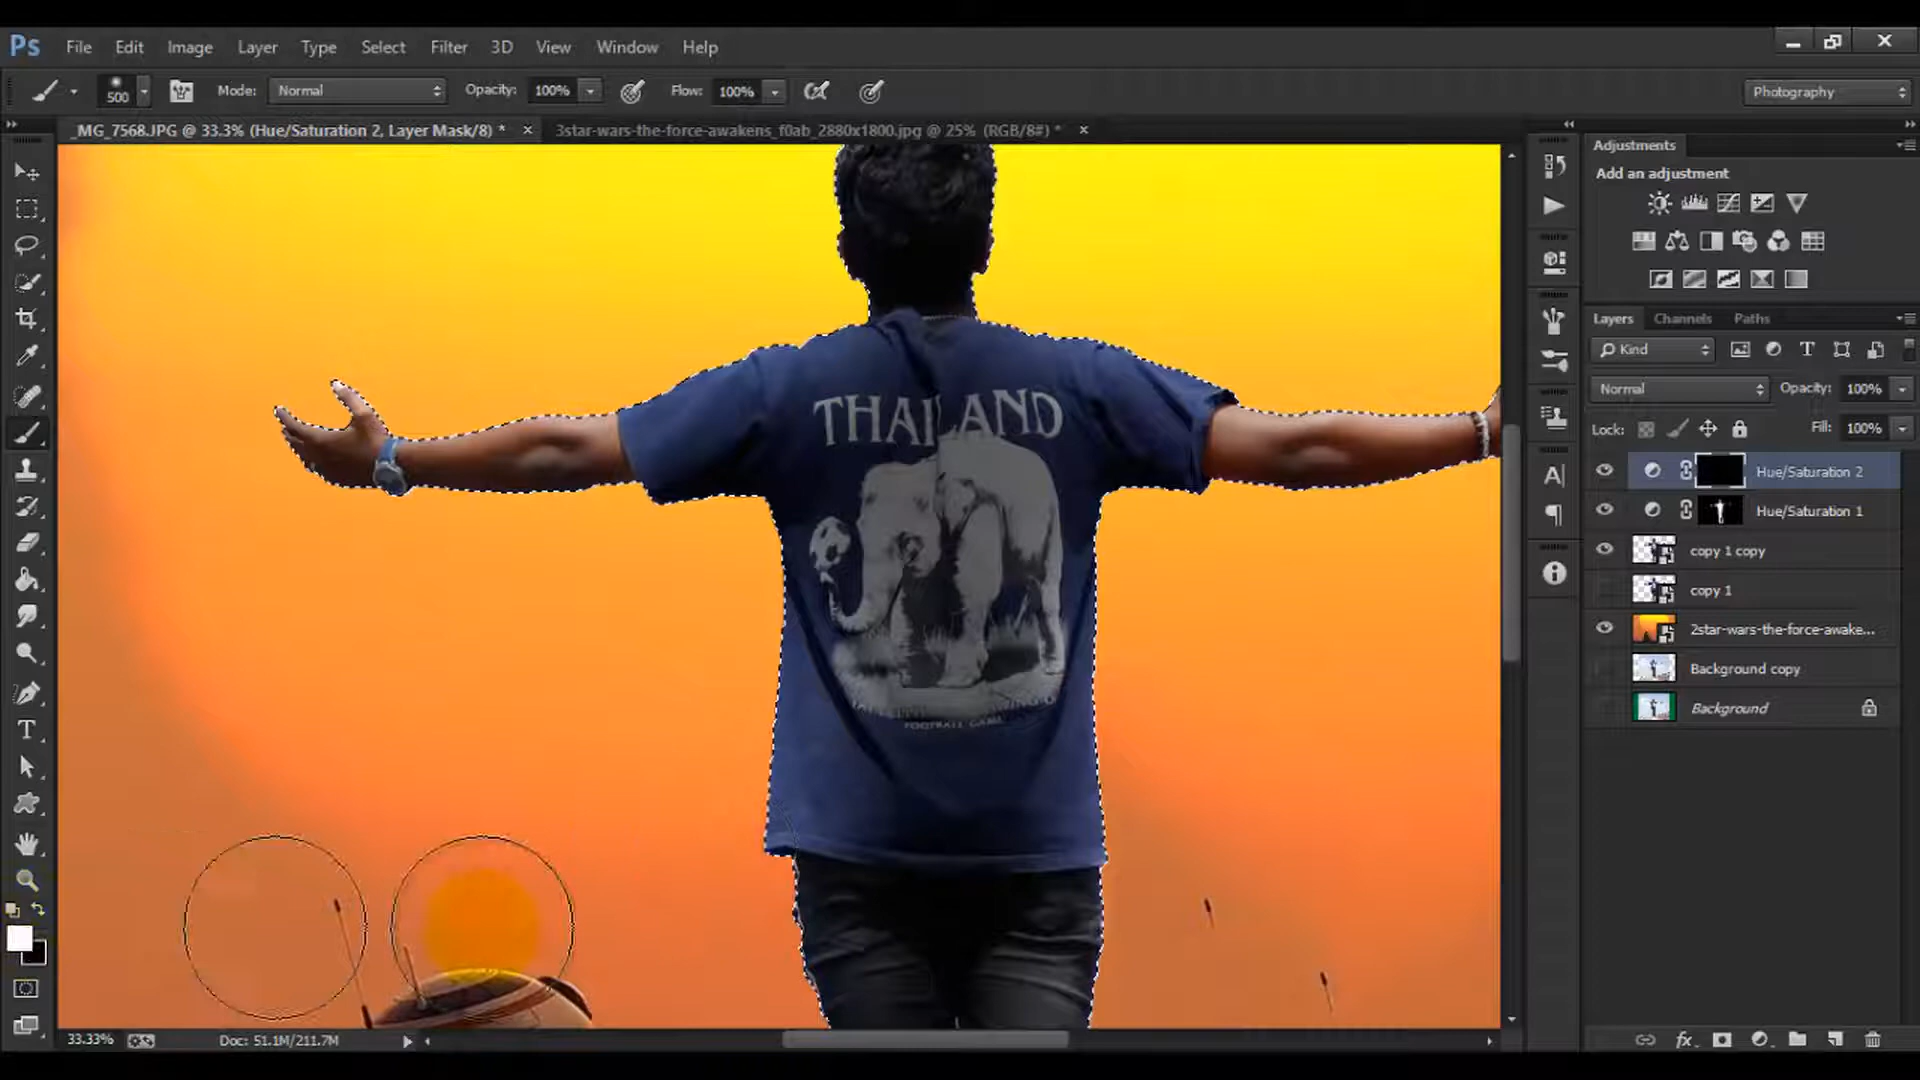 Ps File Edit Image Layer Type Select Filter 3D View Window Help
500 Mode: Normal Opacity: 100% Flow: 100% Photography
_MG_7568.JPG @ 33.3% (Hue/Saturation 2, Layer Mask/8) * × 3star-wars-the-force-awakens_f0ab_2880x1800.jpg @ 25% (RGB/8#) * ×
Adjustments
Add an adjustment
Layers Channels Paths
Kind
Normal Opacity: 100%
Lock: Fill: 100%
Hue/Saturation 2
Hue/Saturation 1
copy 1 copy
copy 1
2star-wars-the-force-awake...
Background copy
Background
THAILAND
FOOTBALL GAME
33.33% Doc: 51.1M/211.7M